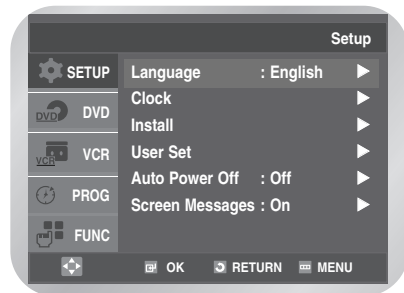 Setup
SETUP
Language : English ►
DVD DVD
Clock ►
Install ►
VCR VCR
User Set ►
Auto Power Off : Off ►
PROG
Screen Messages : On ►
FUNC
OK RETURN MENU